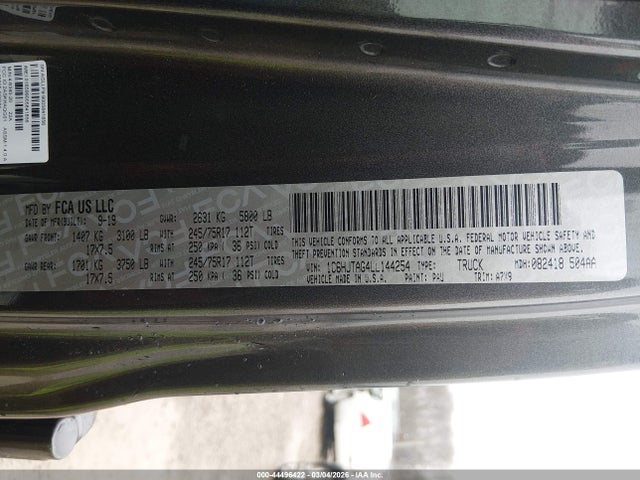 MFD BY FCA US LLC
DATE OF MFR(BUILT): 9-19 GVWR: 2631 KG 5800 LB
GAWR FRONT: 1407 KG 3100 LB WITH 245/75R17 112T TIRES
17X7.5 RIMS AT 250 KPA( 36 PSI) COLD
GAWR REAR: 1701 KG 3750 LB WITH 245/75R17 112T TIRES
17X7.5 RIMS AT 250 KPA( 36 PSI) COLD
THIS VEHICLE CONFORMS TO ALL APPLICABLE U.S.A. FEDERAL MOTOR VEHICLE SAFETY AND
THEFT PREVENTION STANDARDS IN EFFECT ON THE DATE OF MANUFACTURE SHOWN ABOVE.
VIN: 1C6HJTAG4LL144254 TYPE: TRUCK MDH: 082418 504AA
VEHICLE MADE IN U.S.A. PAINT: PAU TRIM: A7X9
000-44496422 - 03/04/2026 - IAAHQSVCS